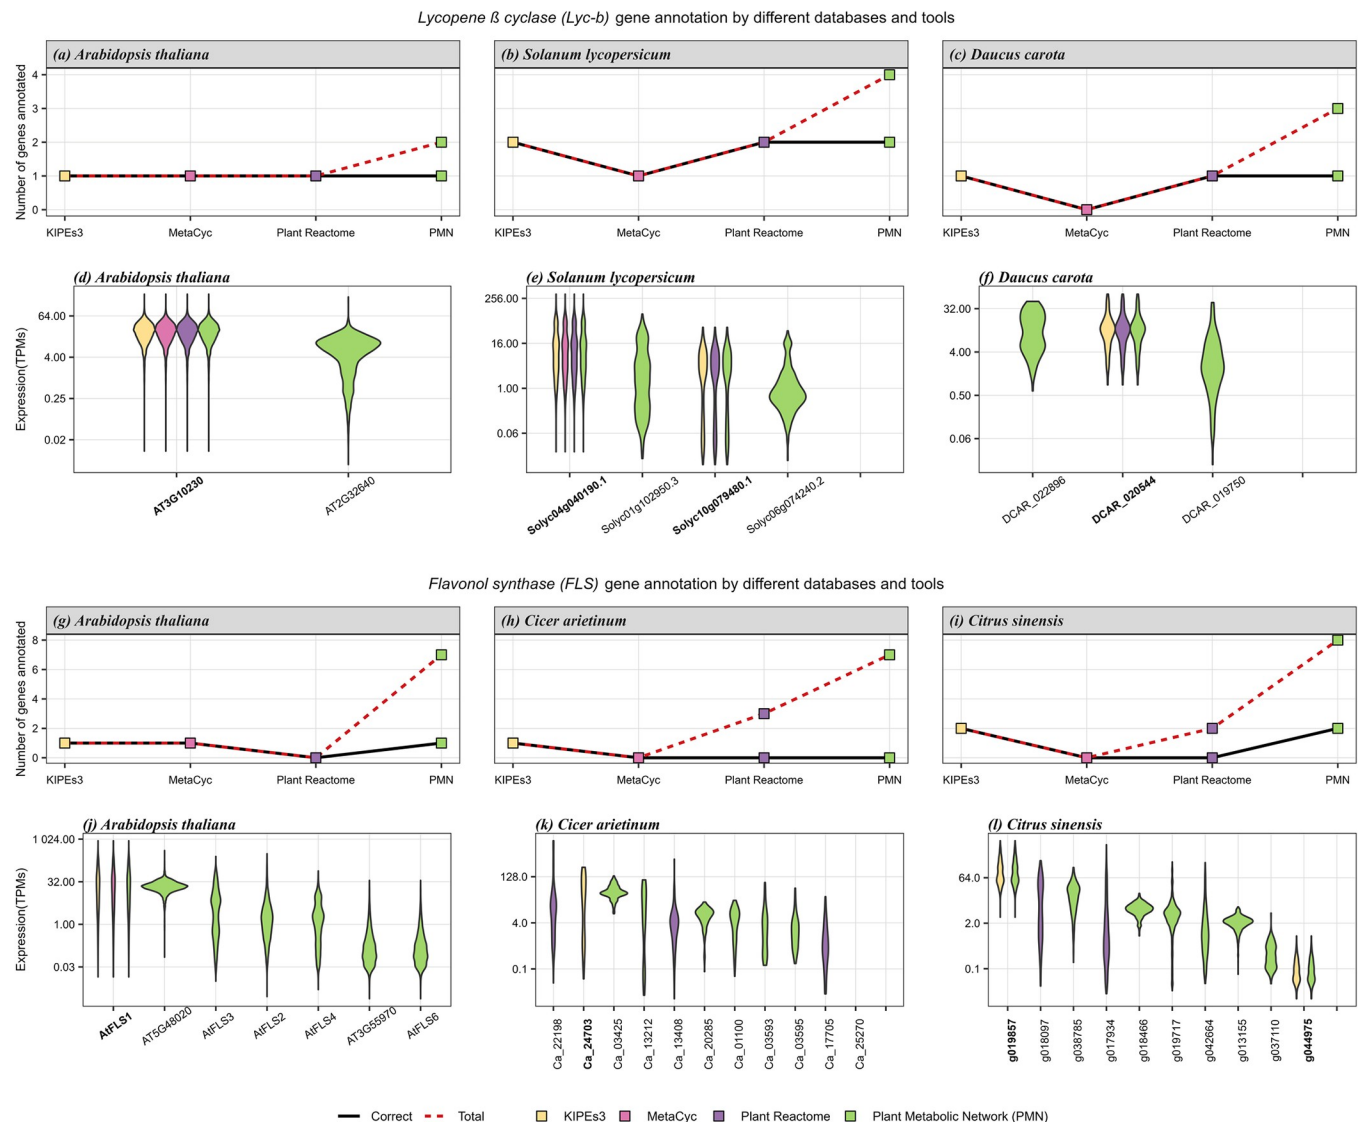 Lycopene ß cyclase (Lyc-b) gene annotation by different databases and tools
(a) Arabidopsis thaliana
(b) Solanum lycopersicum
(c) Daucus carota
Number of genes annotated
4
3
2
1
0
KIPEs3 MetaCyc Plant Reactome PMN
KIPEs3 MetaCyc Plant Reactome PMN
KIPEs3 MetaCyc Plant Reactome PMN
(d) Arabidopsis thaliana
Expression(TPMs)
64.00
4.00
0.25
0.02
AT3G10230 AT2G32640
(e) Solanum lycopersicum
256.00
16.00
1.00
0.06
Solyc04g040190.1 Solyc01g102950.3 Solyc10g079480.1 Solyc06g074240.2
(f) Daucus carota
32.00
4.00
0.50
0.06
DCAR_022896 DCAR_020544 DCAR_019750
Flavonol synthase (FLS) gene annotation by different databases and tools
(g) Arabidopsis thaliana
(h) Cicer arietinum
(i) Citrus sinensis
Number of genes annotated
8
6
4
2
0
KIPEs3 MetaCyc Plant Reactome PMN
KIPEs3 MetaCyc Plant Reactome PMN
KIPEs3 MetaCyc Plant Reactome PMN
(j) Arabidopsis thaliana
Expression(TPMs)
1 024.00
32.00
1.00
0.03
AtFLS1 AT5G48020 AtFLS3 AtFLS2 AtFLS4 AT3G55970 AtFLS6
(k) Cicer arietinum
128.0
4.0
0.1
Ca_22198 Ca_24703 Ca_03425 Ca_13212 Ca_13408 Ca_20285 Ca_01100 Ca_03593 Ca_03595 Ca_17705 Ca_25270
(l) Citrus sinensis
64.0
2.0
0.1
g019857 g018097 g038785 g017934 g018466 g019717 g042664 g013155 g037110 g044975
Correct Total KIPEs3 MetaCyc Plant Reactome Plant Metabolic Network (PMN)